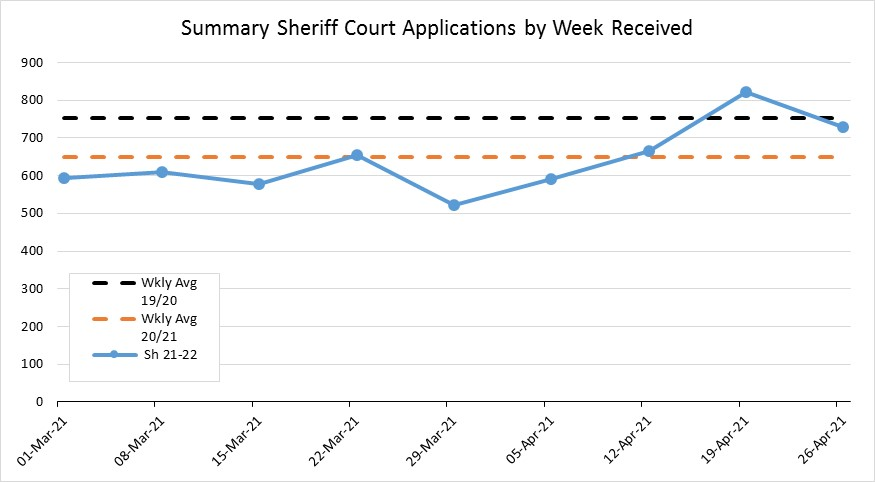 Summary Sheriff Court Applications by Week Received
900
800
700
600
500
400
300
200
100
0
Wkly Avg
19/20
Wkly Avg
20/21
Sh 21-22
01-Mar-21
08-Mar-21
15-Mar-21
22-Mar-21
29-Mar-21
05-Apr-21
12-Apr-21
19-Apr-21
26-Apr-21